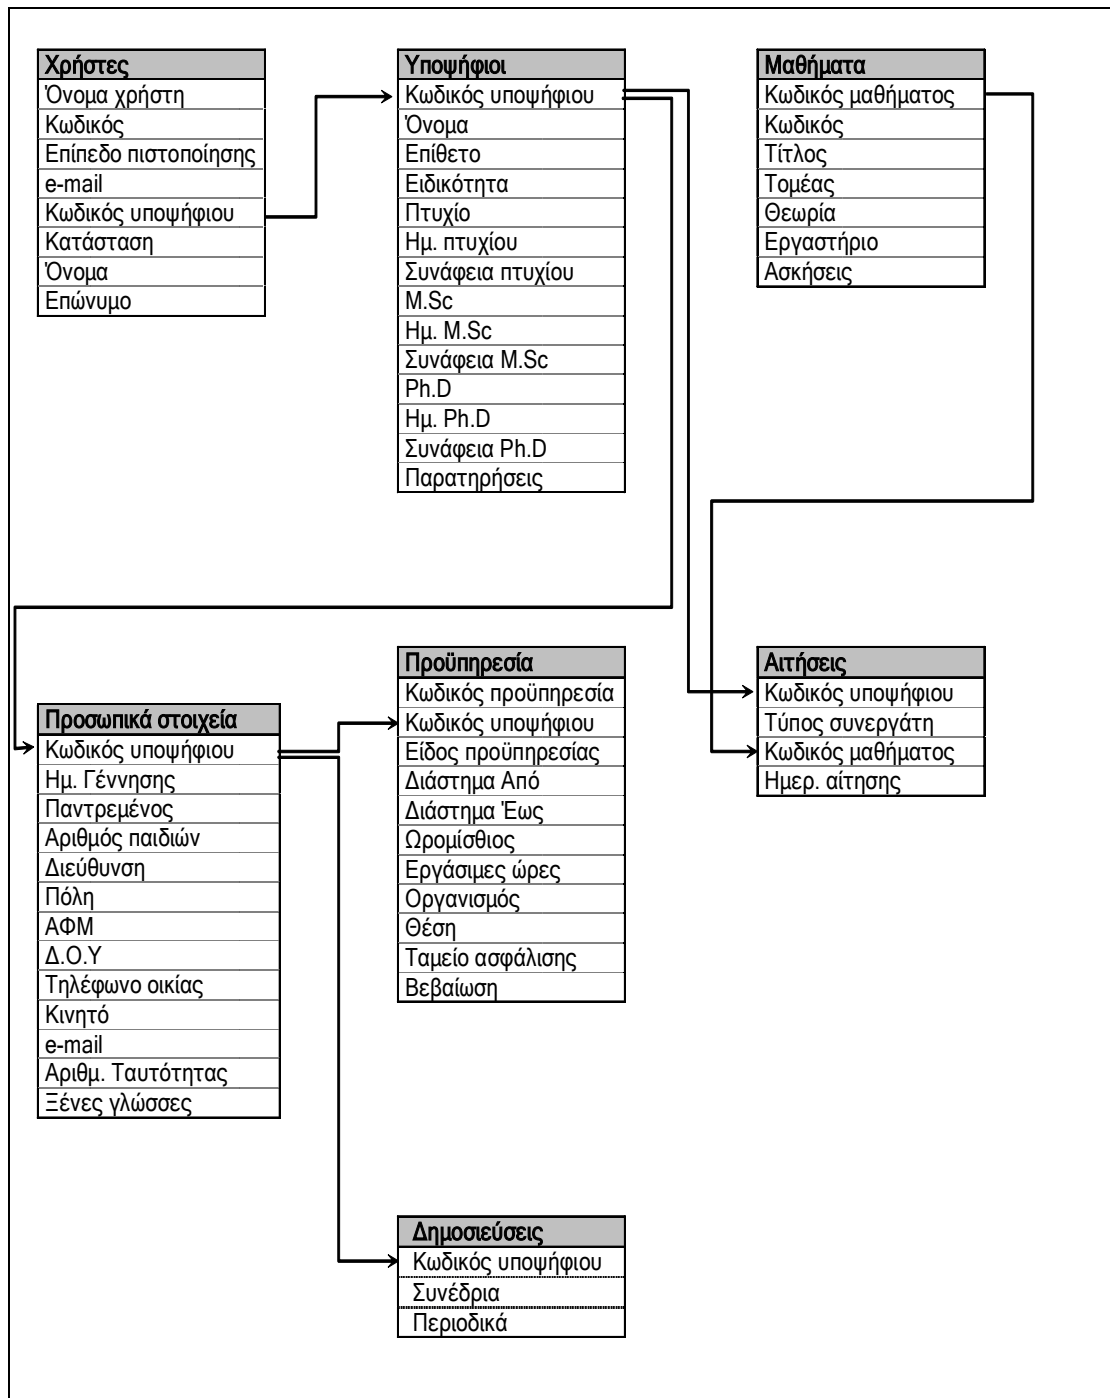 Χρήστες
Όνομα χρήστη
Κωδικός
Επίπεδο πιστοποίησης
e-mail
Κωδικός υποψήφιου
Κατάσταση
Όνομα
Επώνυμο
Υποψήφιοι
Κωδικός υποψήφιου
Όνομα
Επίθετο
Ειδικότητα
Πτυχίο
Ημ. πτυχίου
Συνάφεια πτυχίου
M.Sc
Ημ. M.Sc
Συνάφεια M.Sc
Ph.D
Ημ. Ph.D
Συνάφεια Ph.D
Παρατηρήσεις
Μαθήματα
Κωδικός μαθήματος
Κωδικός
Τίτλος
Τομέας
Θεωρία
Εργαστήριο
Ασκήσεις
Προσωπικά στοιχεία
Κωδικός υποψήφιου
Ημ. Γέννησης
Παντρεμένος
Αριθμός παιδιών
Διεύθυνση
Πόλη
ΑΦΜ
Δ.Ο.Υ
Τηλέφωνο οικίας
Κινητό
e-mail
Αριθμ. Ταυτότητας
Ξένες γλώσσες
Προϋπηρεσία
Κωδικός προϋπηρεσία
Κωδικός υποψήφιου
Είδος προϋπηρεσίας
Διάστημα Από
Διάστημα Έως
Ωρομίσθιος
Εργάσιμες ώρες
Οργανισμός
Θέση
Ταμείο ασφάλισης
Βεβαίωση
Αιτήσεις
Κωδικός υποψήφιου
Τύπος συνεργάτη
Κωδικός μαθήματος
Ημερ. αίτησης
Δημοσιεύσεις
Κωδικός υποψήφιου
Συνέδρια
Περιοδικά